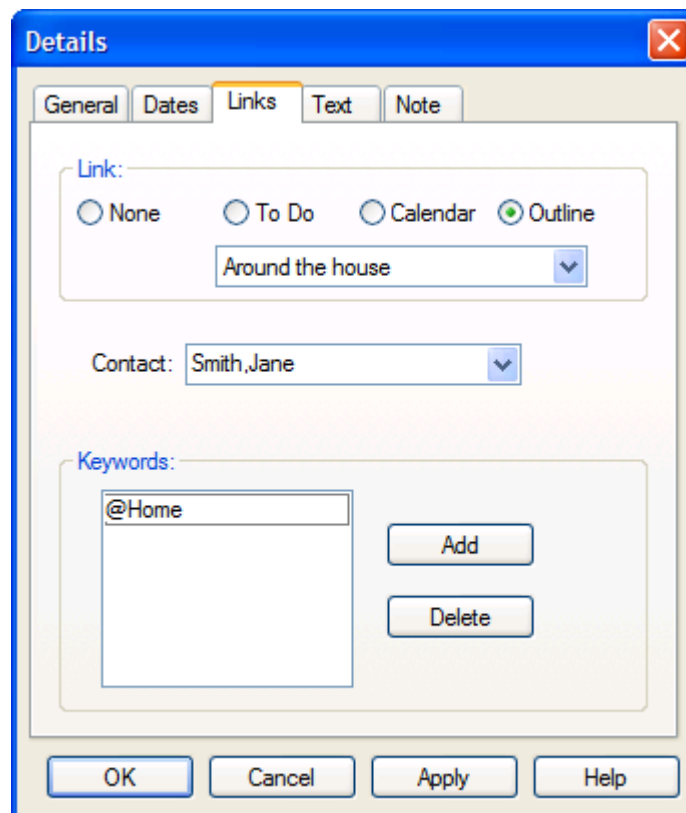 Details
General Dates Links Text Note
Link:
None To Do Calendar Outline
Around the house
Contact: Smith,Jane
Keywords:
@Home
Add
Delete
OK Cancel Apply Help